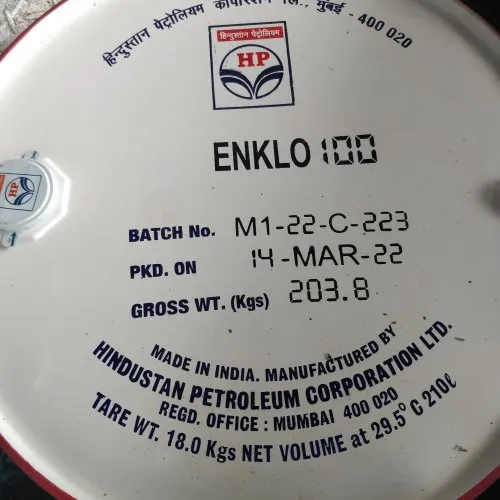 हिन्दुस्तान पेट्रोलियम कॉर्पोरेशन लि., मुंबई - 400 020
हिन्दुस्तान पेट्रोलियम
HP
ENKLO 100
HP
BATCH No. M1-22-C-223
PKD. ON 14-MAR-22
GROSS WT. (Kgs) 203.8
MADE IN INDIA. MANUFACTURED BY
HINDUSTAN PETROLEUM CORPORATION LTD.
REGD. OFFICE : MUMBAI 400 020
TARE WT. 18.0 Kgs NET VOLUME at 29.5° C 210ℓ